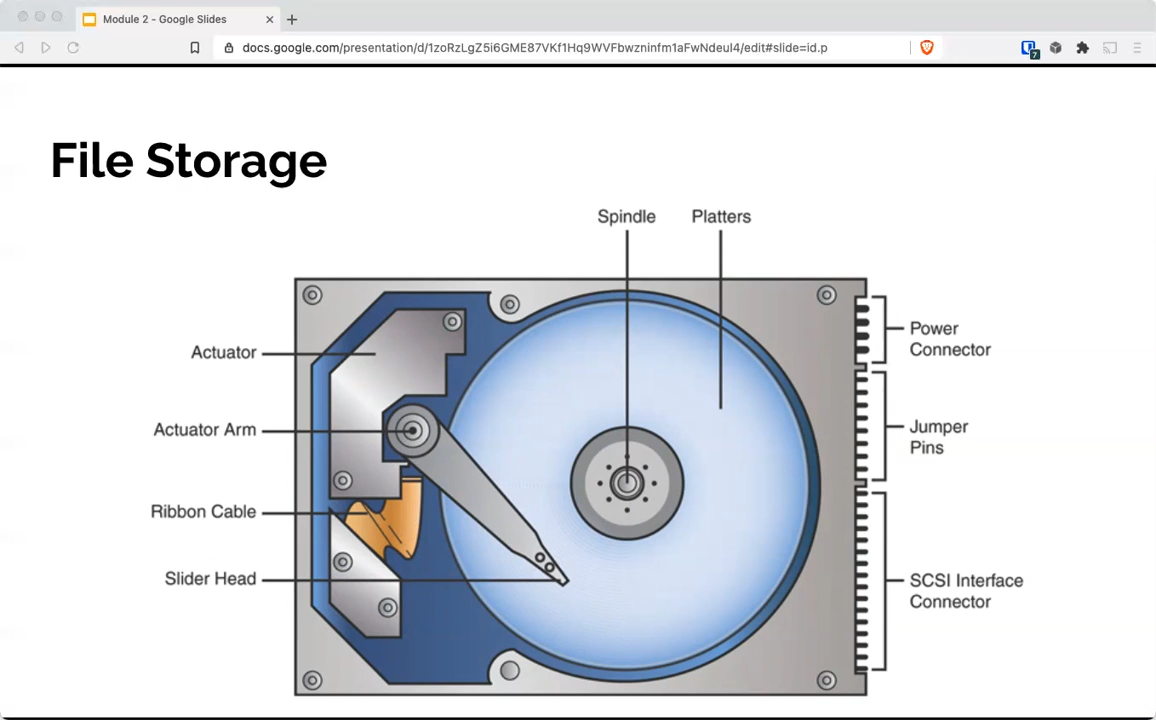 Module 2 - Google Slides
docs.google.com/presentation/d/1zoRzLgZ5i6GME87VKf1Hq9WVFbwzninfm1aFwNdeul4/edit#slide=id.p
7
File Storage
Spindle
Platters
Actuator
Actuator Arm
Ribbon Cable
Slider Head
Power
Connector
Jumper
Pins
SCSI Interface
Connector